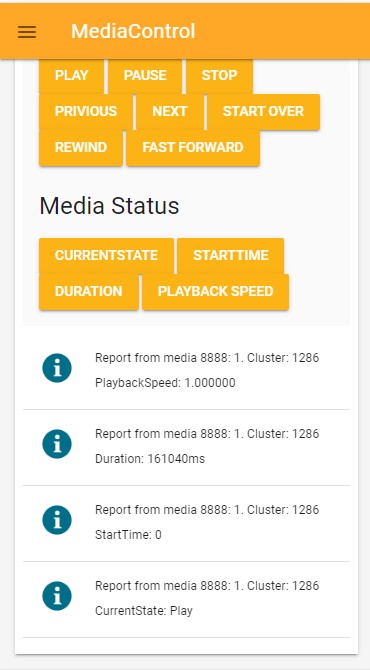 MediaControl
PLAY PAUSE STOP
PRIVIOUS NEXT START OVER
REWIND FAST FORWARD
Media Status
CURRENTSTATE STARTTIME
DURATION PLAYBACK SPEED
Report from media 8888: 1. Cluster: 1286
PlaybackSpeed: 1.000000
Report from media 8888: 1. Cluster: 1286
Duration: 161040ms
Report from media 8888: 1. Cluster: 1286
StartTime: 0
Report from media 8888: 1. Cluster: 1286
CurrentState: Play